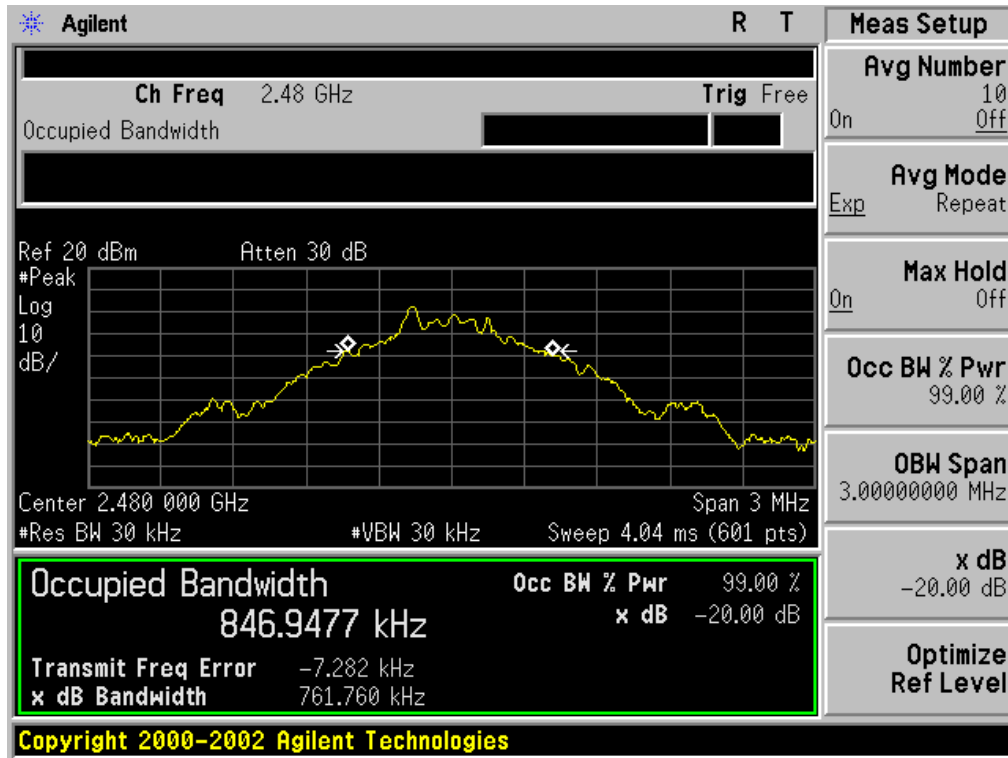 Agilent R T
Ch Freq 2.48 GHz Trig Free
Occupied Bandwidth
Ref 20 dBm Atten 30 dB
#Peak
Log
10
dB/
Center 2.480 000 GHz Span 3 MHz
#Res BW 30 kHz #VBW 30 kHz Sweep 4.04 ms (601 pts)
Occupied Bandwidth Occ BW % Pwr 99.00 %
846.9477 kHz x dB -20.00 dB
Transmit Freq Error -7.282 kHz
x dB Bandwidth 761.760 kHz
Copyright 2000-2002 Agilent Technologies
Meas Setup
Avg Number
10
On Off
Avg Mode
Exp Repeat
Max Hold
On Off
Occ BW % Pwr
99.00 %
OBW Span
3.00000000 MHz
x dB
-20.00 dB
Optimize
Ref Level